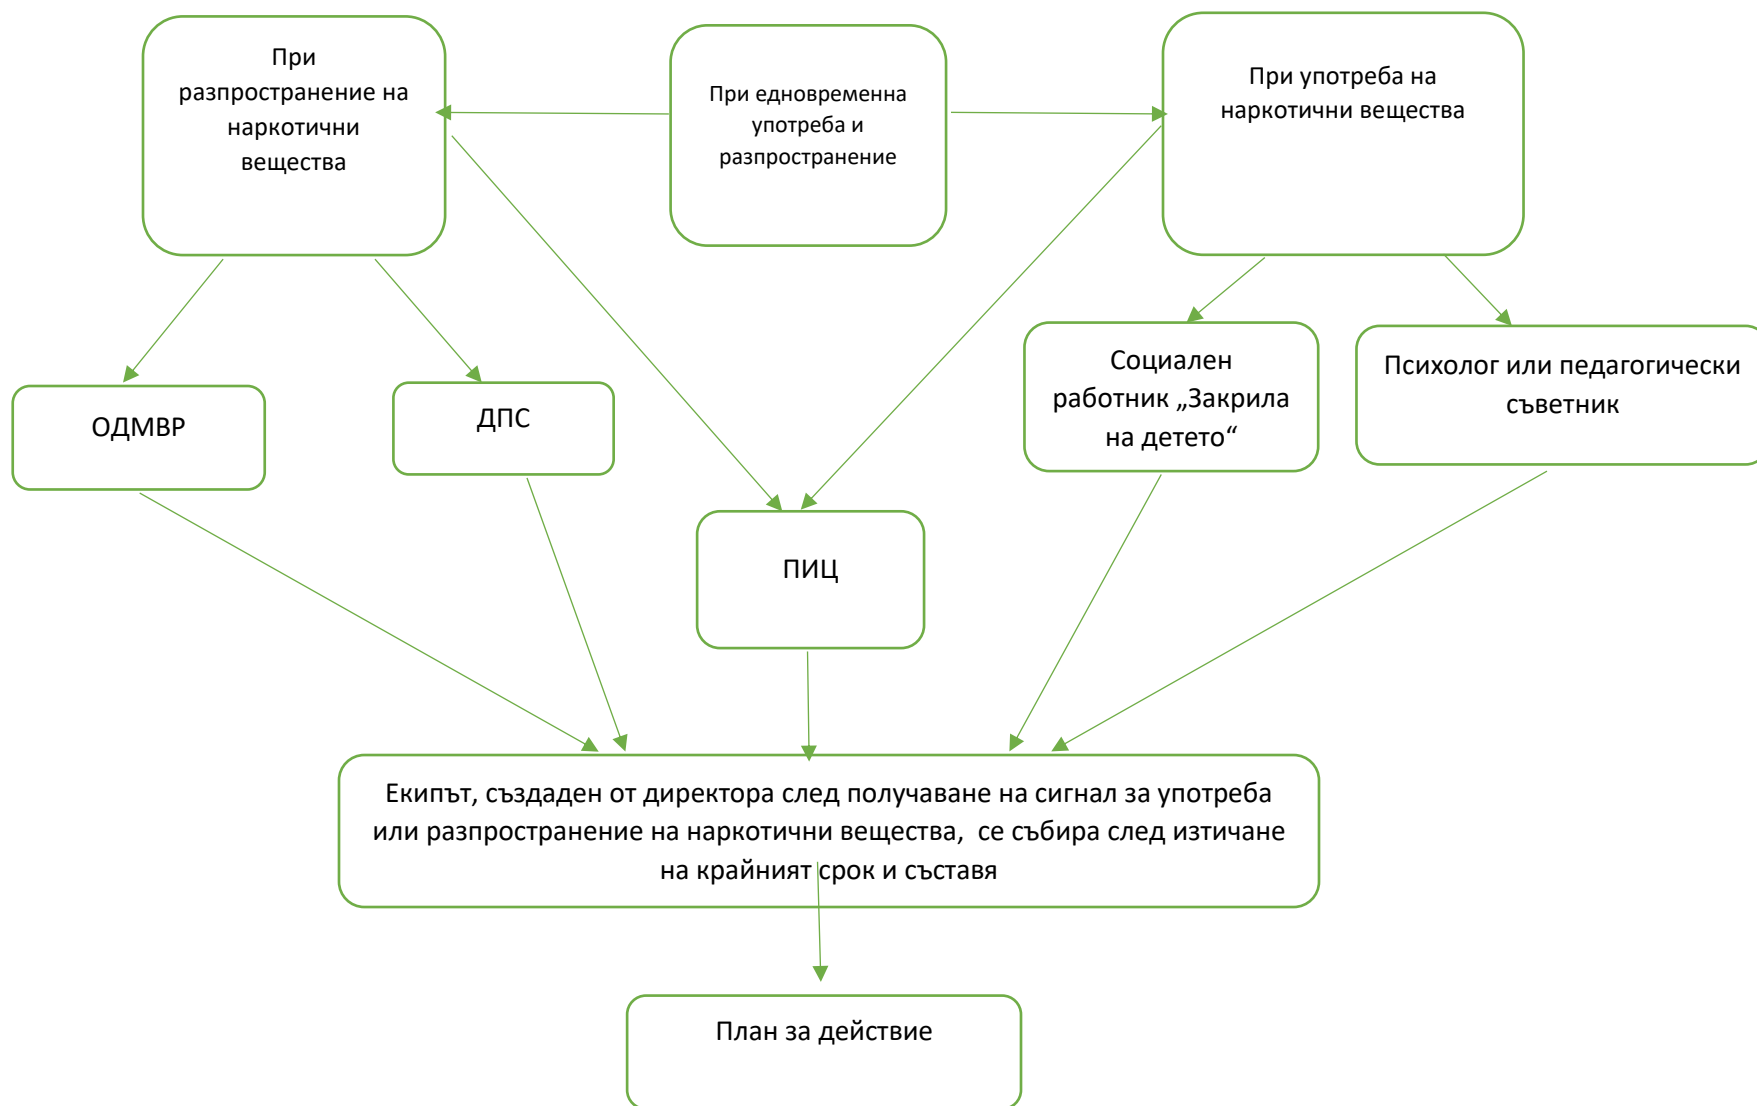 При
разпространение на
наркотични
вещества
При едновременна
употреба и
разпространение
При употреба на
наркотични вещества
ОДМВР
ДПС
ПИЦ
Социален
работник „Закрила
на детето“
Психолог или педагогически
съветник
Екипът, създаден от директора след получаване на сигнал за употреба
или разпространение на наркотични вещества, се събира след изтичане
на крайният срок и съставя
План за действие